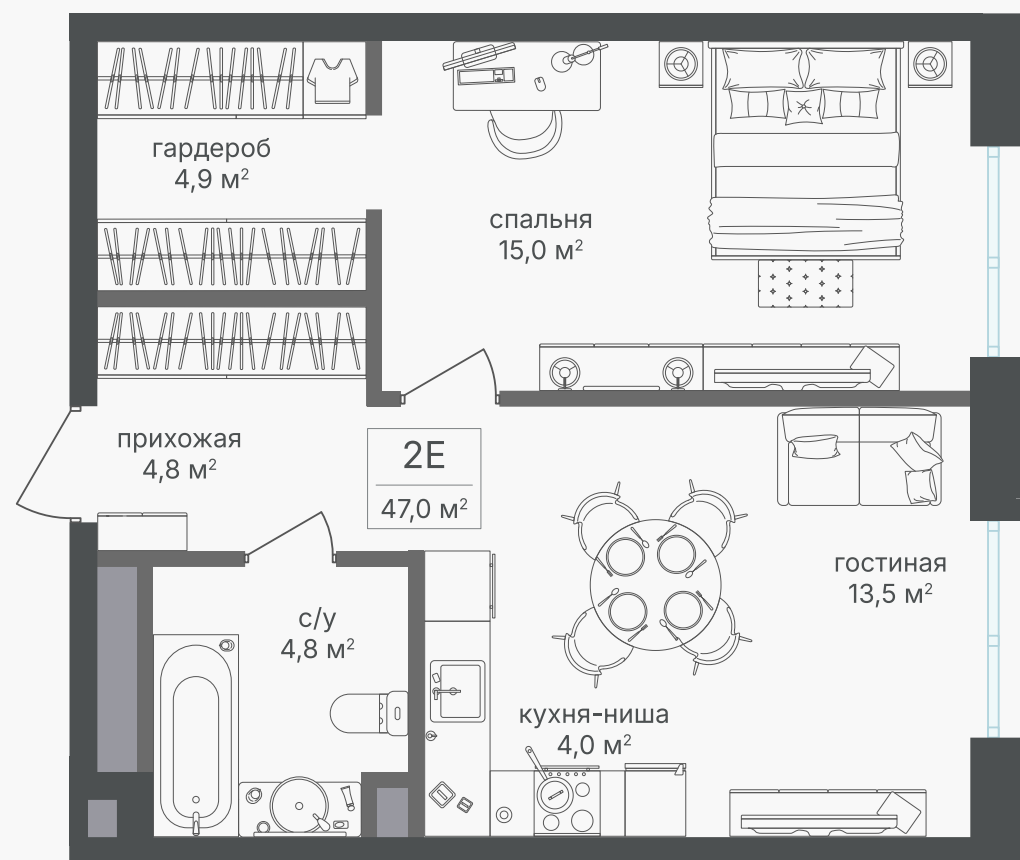 гардероб
4,9 м²
спальня
15,0 м²
прихожая
4,8 м²
2Е
47,0 м²
гостиная
13,5 м²
с/у
4,8 м²
кухня-ниша
4,0 м²